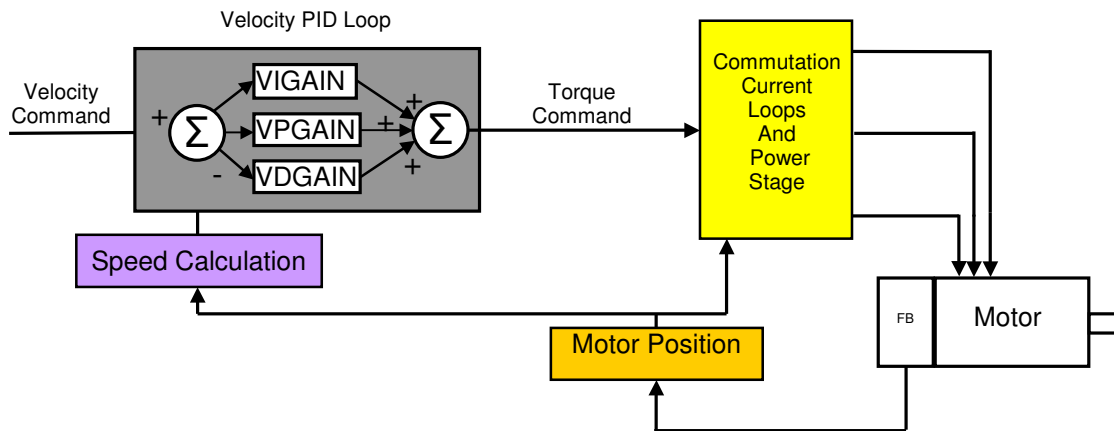 Velocity PID Loop
Velocity
Command
+
Σ
-
VIGAIN
VPGAIN
VDGAIN
+
+
+
Σ
Torque
Command
Commutation
Current
Loops
And
Power
Stage
Speed Calculation
Motor Position
FB
Motor